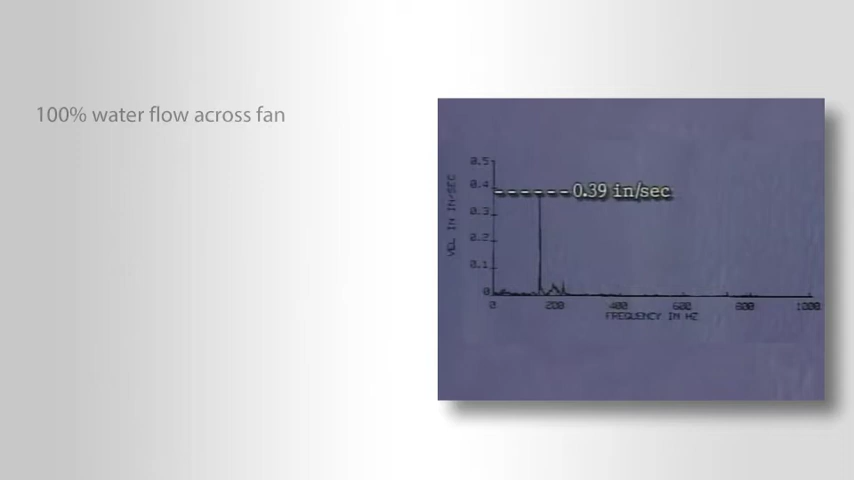 100% water flow across fan
0.5
0.4
0.39 in/sec
0.3
0.2
0.1
0
VEL IN IN/SEC
0 200 400 600 800 1000
FREQUENCY IN HZ